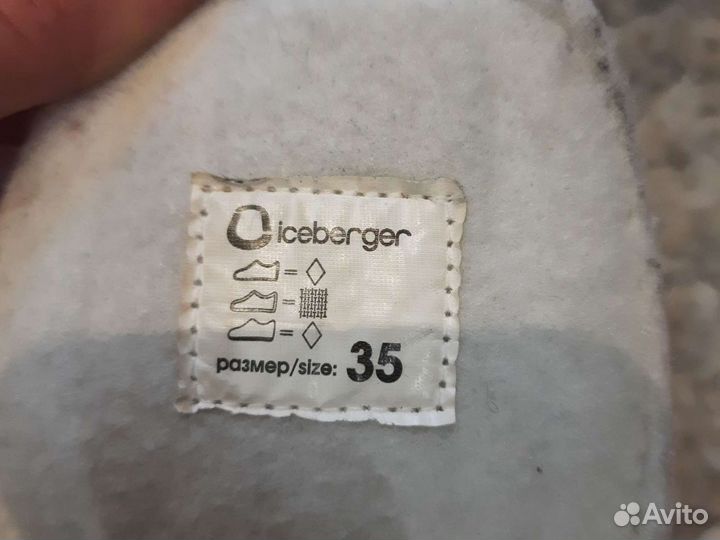 iceberger
=
=
=
размер/size: 35
Avito